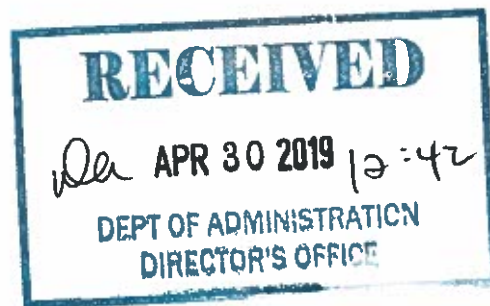 RECEIVED
APR 30 2019 12:42
DEPT OF ADMINISTRATION
DIRECTOR'S OFFICE